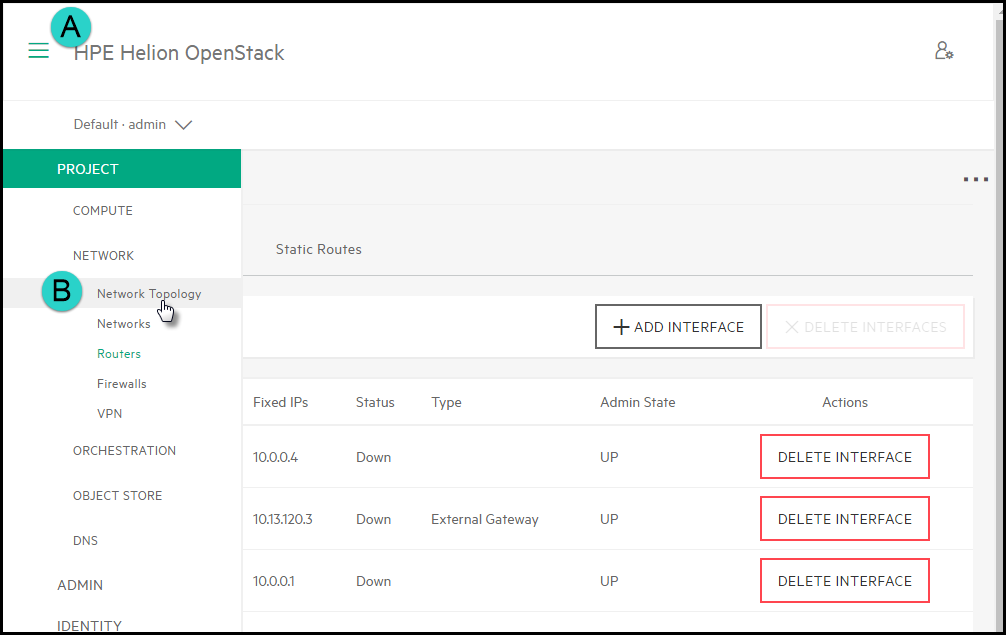 A
HPE Helion OpenStack
Default · admin
PROJECT
COMPUTE
NETWORK
B
Network Topology
Networks
Routers
Firewalls
VPN
ORCHESTRATION
OBJECT STORE
DNS
ADMIN
IDENTITY
Static Routes
ADD INTERFACE DELETE INTERFACES
Fixed IPs Status Type Admin State Actions
10.0.0.4 Down UP DELETE INTERFACE
10.13.120.3 Down External Gateway UP DELETE INTERFACE
10.0.0.1 Down UP DELETE INTERFACE